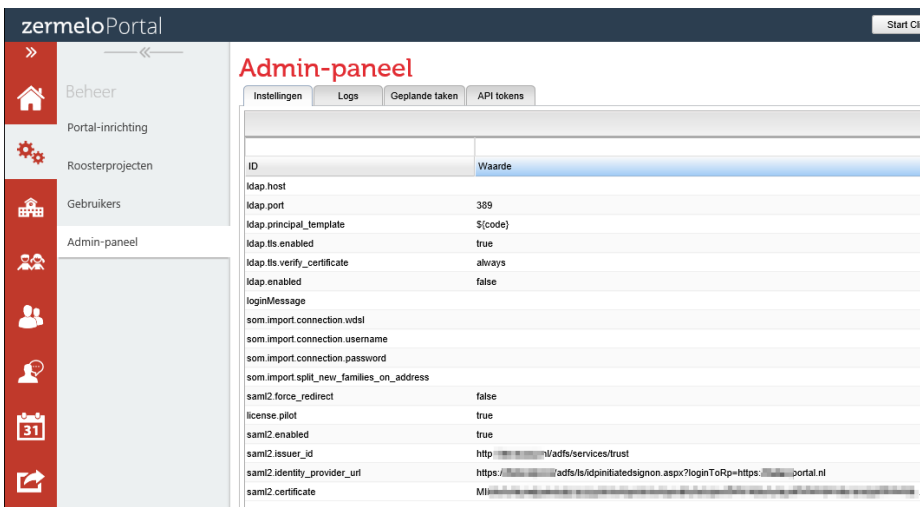 zermeloPortal
Start Cli
Beheer
Portal-inrichting
Roosterprojecten
Gebruikers
Admin-paneel
31
Admin-paneel
Instellingen Logs Geplande taken API tokens
ID Waarde
ldap.host
ldap.port 389
ldap.principal_template ${code}
ldap.tls.enabled true
ldap.tls.verify_certificate always
ldap.enabled false
loginMessage
som.import.connection.wdsl
som.import.connection.username
som.import.connection.password
som.import.split_new_families_on_address
saml2.force_redirect false
license.pilot true
saml2.enabled true
saml2.issuer_id http nl/adfs/services/trust
saml2.identity_provider_url https:/ /adfs/ls/idpinitiatedsignon.aspx?loginToRp=https: portal.nl
saml2.certificate MII